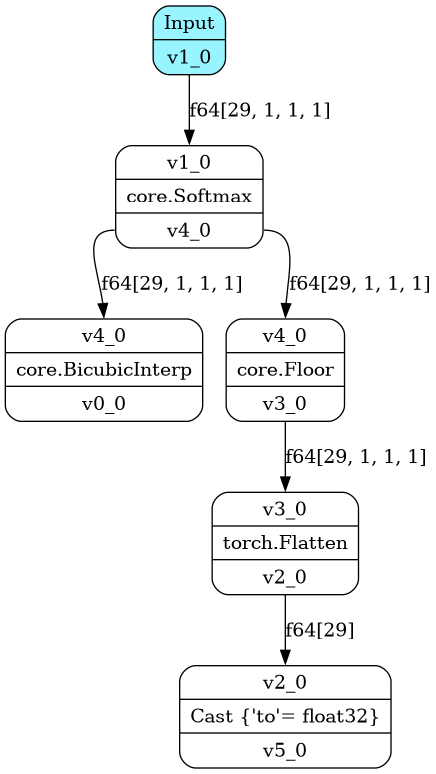 Input
v1_0
f64[29, 1, 1, 1]
v1_0
core.Softmax
v4_0
f64[29, 1, 1, 1]
f64[29, 1, 1, 1]
v4_0
core.BicubicInterp
v0_0
v4_0
core.Floor
v3_0
f64[29, 1, 1, 1]
v3_0
torch.Flatten
v2_0
f64[29]
v2_0
Cast {'to'= float32}
v5_0